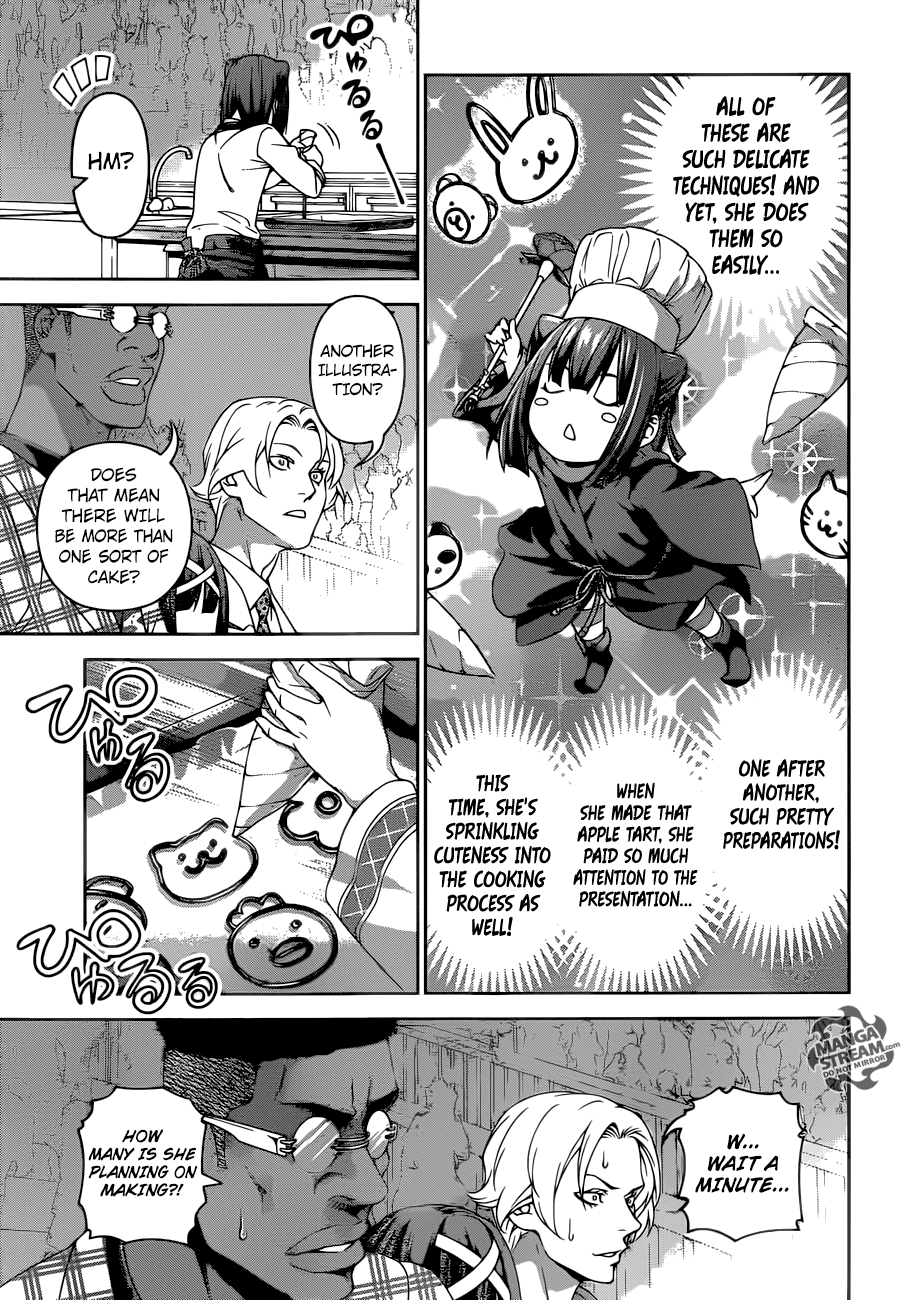 ALL OF
THESE ARE
SUCH DELICATE
TECHNIQUES! AND
YET, SHE DOES
THEM SO
EASILY...
ONE AFTER
ANOTHER,
SUCH PRETTY
PREPARATIONS!
WHEN
SHE MADE THAT
APPLE TART, SHE
PAID SO MUCH
ATTENTION TO THE
PRESENTATION...
THIS
TIME, SHE'S
SPRINKLING
CUTENESS INTO
THE COOKING
PROCESS AS
WELL!
ぴゅるるー
HM?
ANOTHER
ILLUSTRA-
TION?
DOES
THAT MEAN
THERE WILL
BE MORE THAN
ONE SORT OF
CAKE?
ぴゅるる
ぴゅるる
W...
WAIT A
MINUTE...
HOW
MANY IS SHE
PLANNING ON
MAKING?!
MANGA
STREAM.com
DO NOT MIRROR